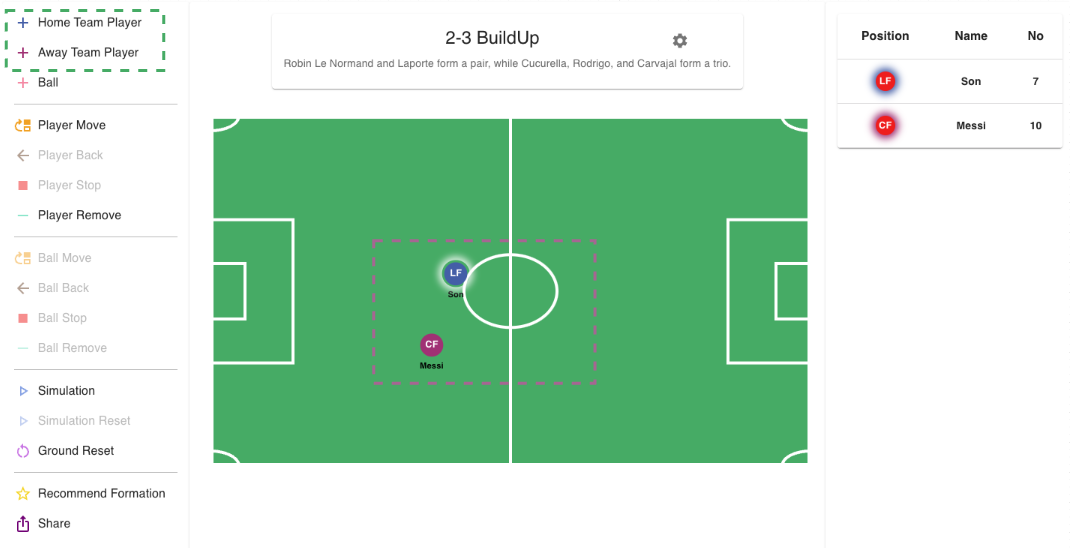 Home Team Player
Away Team Player
Ball
Player Move
Player Back
Player Stop
Player Remove
Ball Move
Ball Back
Ball Stop
Ball Remove
Simulation
Simulation Reset
Ground Reset
Recommend Formation
Share
2-3 BuildUp
Robin Le Normand and Laporte form a pair, while Cucurella, Rodrigo, and Carvajal form a trio.
LF
Son
CF
Messi
Position Name No
LF Son 7
CF Messi 10